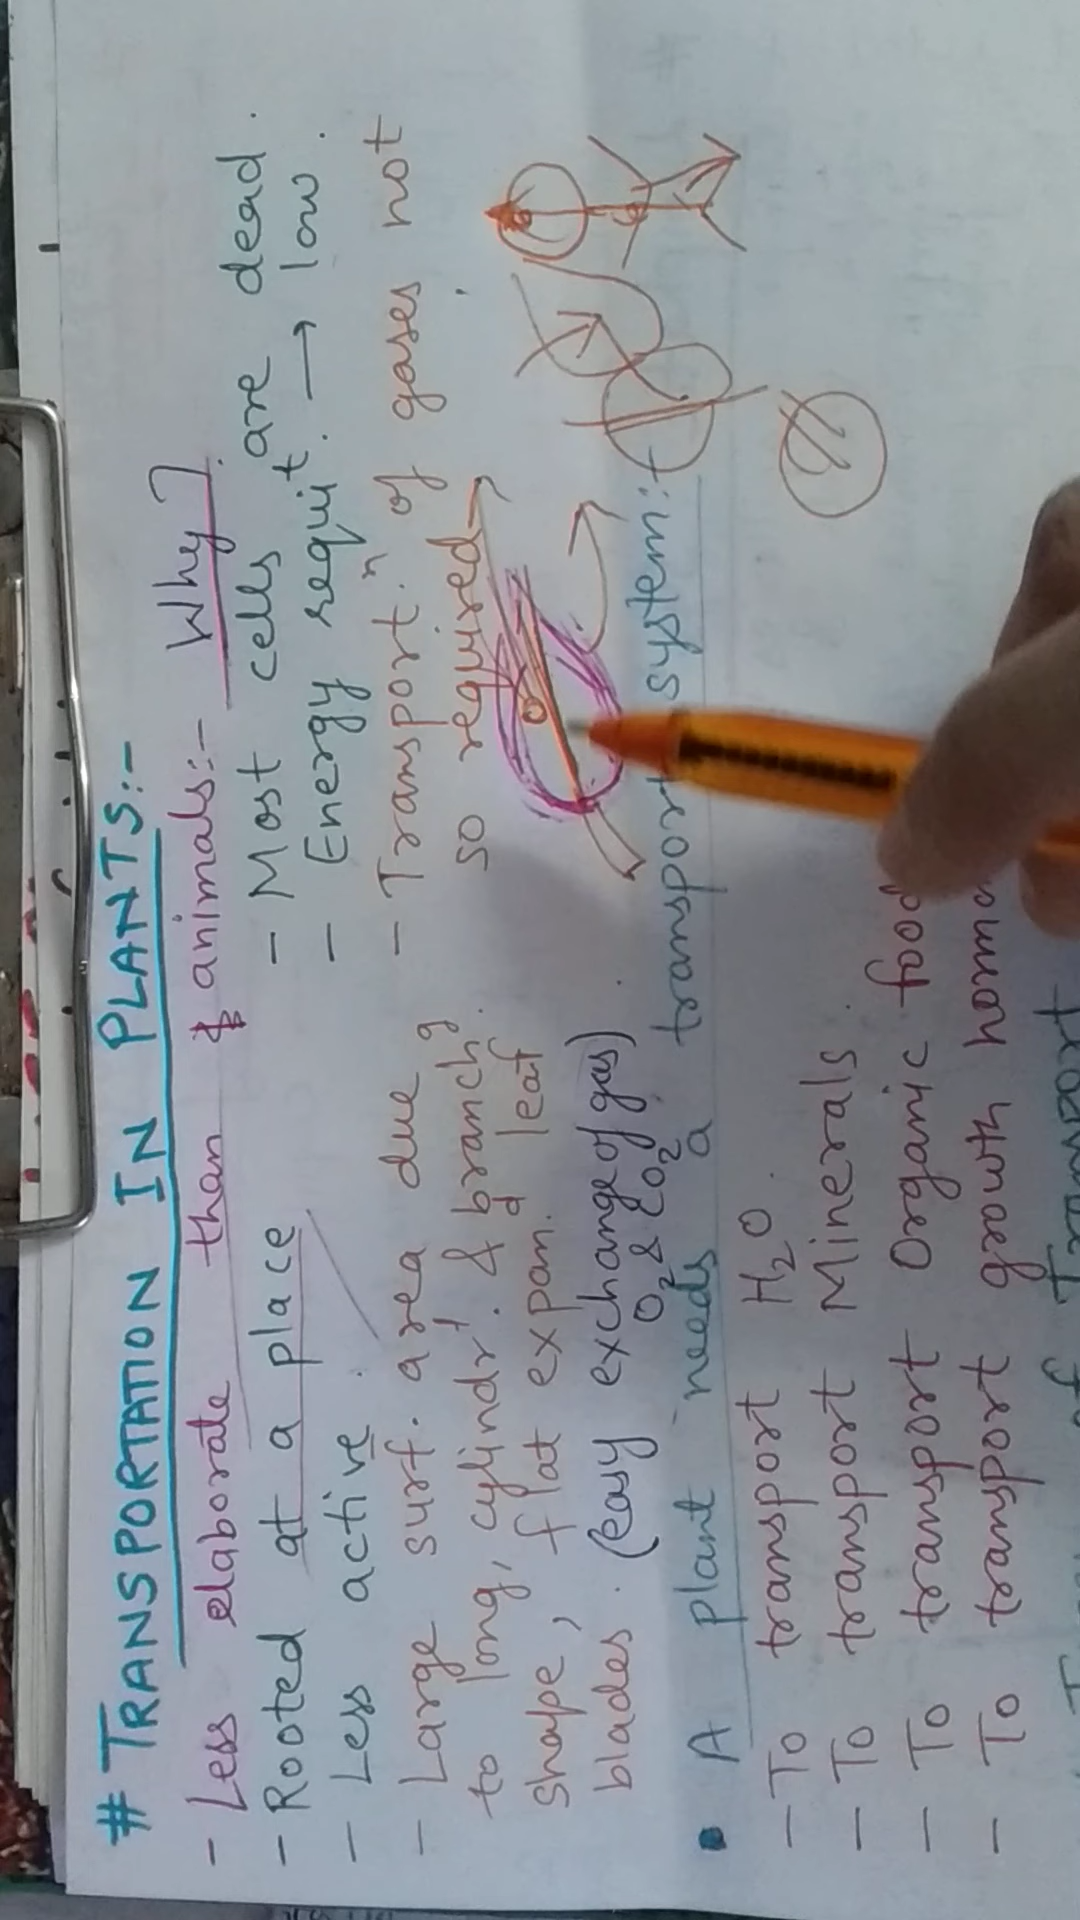 # TRANSPORTATION IN PLANTS:-
- Less elaborate than animals:- Why?
- Rooted at a place
- Most cells are dead.
- Less active.
- Energy requit. → low.
- Large surf. area due
to long, cylindr^l. & branch^g.
shape, flat expan^d. leaf
blades. (easy exchange of gas)
O2 & CO2
- Transport.^n of gases not
so required
• A plant needs a transport system:-
- To transport H2O
- To transport Minerals.
- To transport Organic foo
- To transport growth